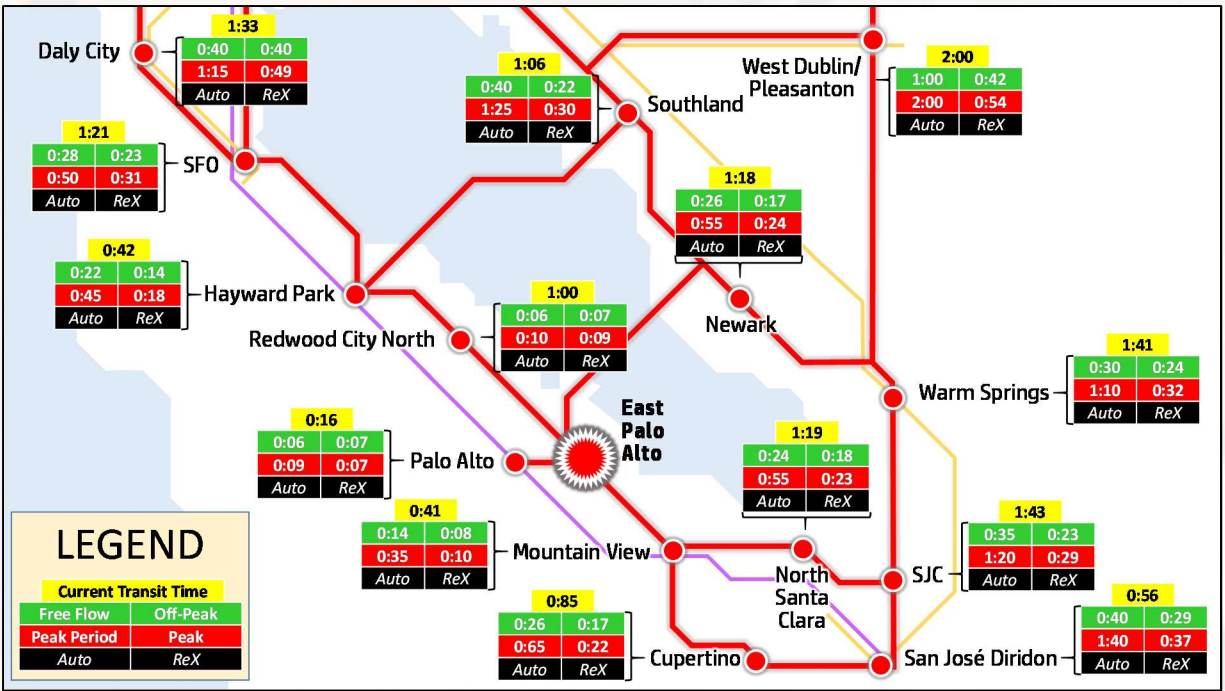 Daly City
1:33
0:40 0:40
1:15 0:49
Auto ReX
1:06
0:40 0:22
1:25 0:30
Auto ReX
Southland
West Dublin/
Pleasanton
2:00
1:00 0:42
2:00 0:54
Auto ReX
1:21
0:28 0:23
0:50 0:31
Auto ReX
SFO
1:18
0:26 0:17
0:55 0:24
Auto ReX
Newark
0:42
0:22 0:14
0:45 0:18
Auto ReX
Hayward Park
Redwood City North
1:00
0:06 0:07
0:10 0:09
Auto ReX
Warm Springs
1:41
0:30 0:24
1:10 0:32
Auto ReX
East
Palo
Alto
0:16
0:06 0:07
0:09 0:07
Auto ReX
Palo Alto
1:19
0:24 0:18
0:55 0:23
Auto ReX
North
Santa
Clara
0:41
0:14 0:08
0:35 0:10
Auto ReX
Mountain View
SJC
1:43
0:35 0:23
1:20 0:29
Auto ReX
0:85
0:26 0:17
0:65 0:22
Auto ReX
Cupertino
San José Diridon
0:56
0:40 0:29
1:40 0:37
Auto ReX
LEGEND
Current Transit Time
Free Flow Off-Peak
Peak Period Peak
Auto ReX